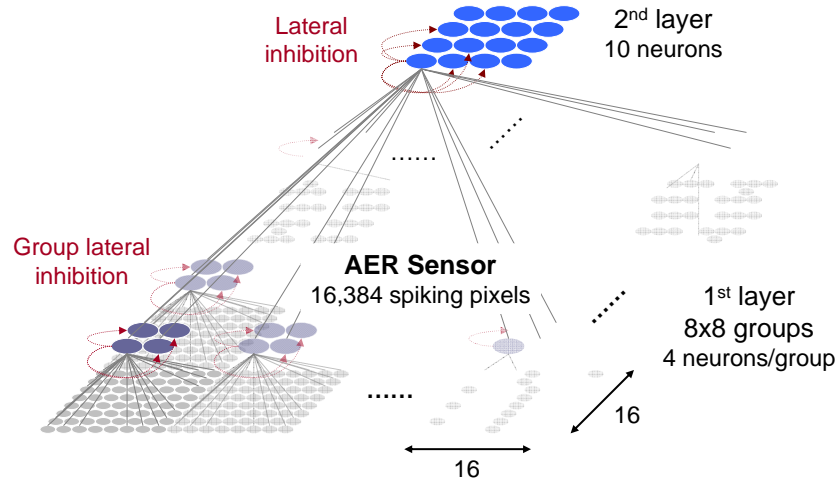 Lateral
inhibition
2nd layer
10 neurons
......
......
Group lateral
inhibition
AER Sensor
16,384 spiking pixels
1st layer
8x8 groups
4 neurons/group
......
......
16
16